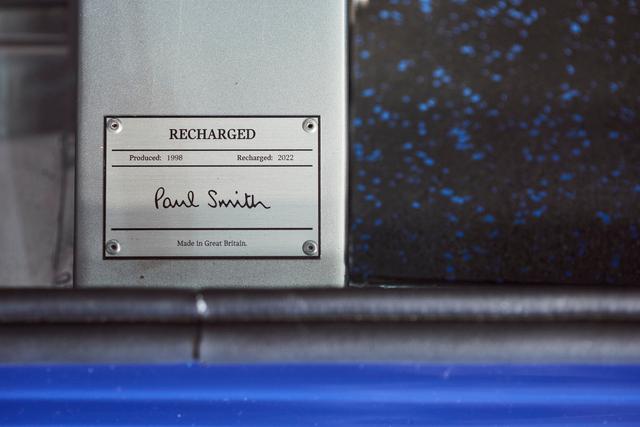 RECHARGED
Produced: 1998 Recharged: 2022
Paul Smith
Made in Great Britain.